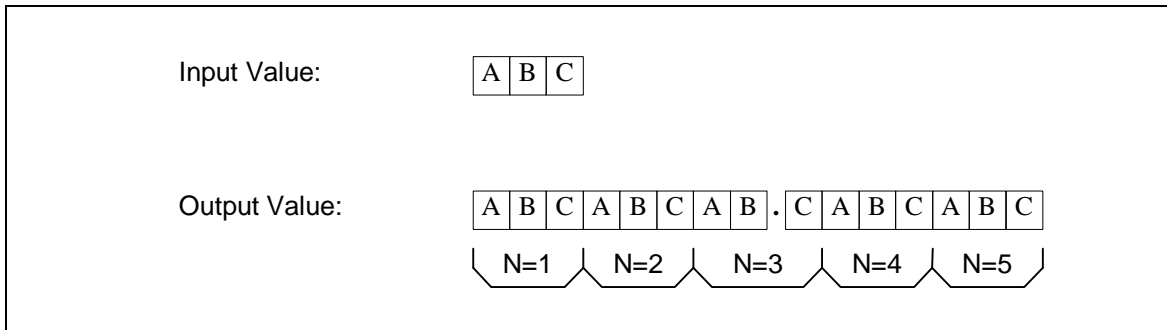 Input Value: A B C
Output Value: A B C A B C A B . C A B C A B C
N=1 N=2 N=3 N=4 N=5